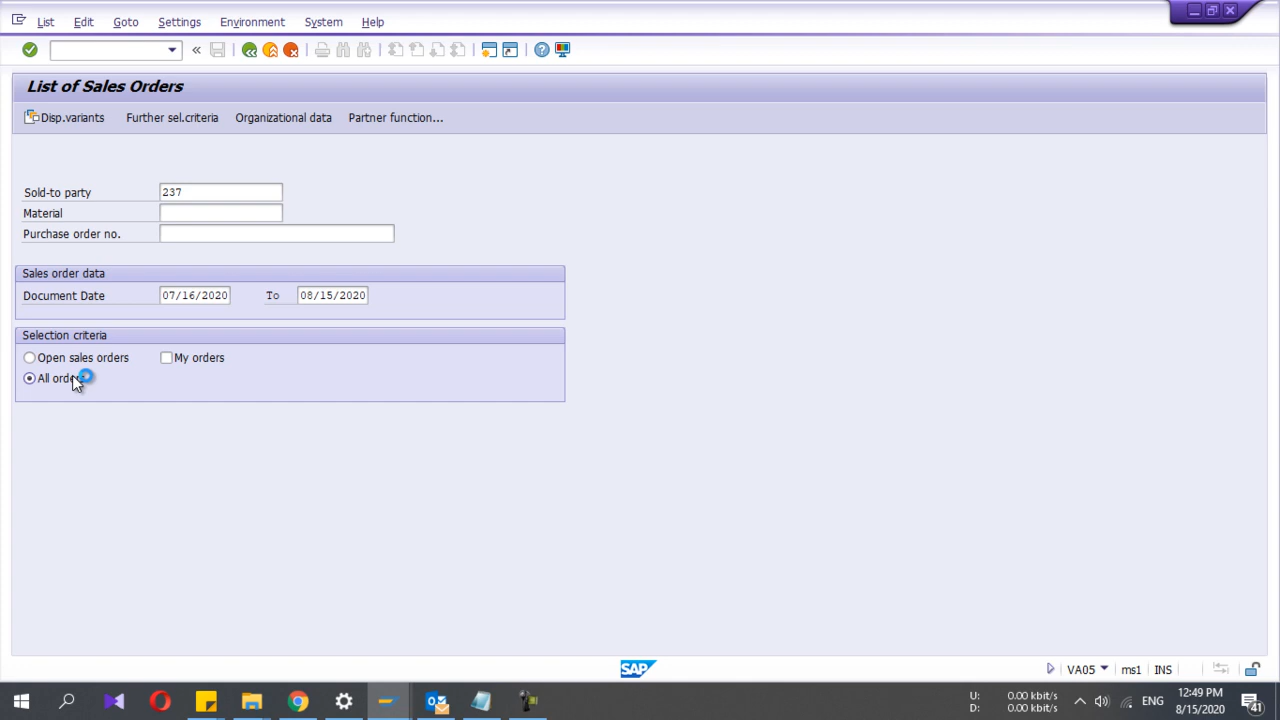 List Edit Goto Settings Environment System Help
List of Sales Orders
Disp.variants Further sel.criteria Organizational data Partner function...
Sold-to party 237
Material
Purchase order no.
Sales order data
Document Date 07/16/2020 To 08/15/2020
Selection criteria
Open sales orders My orders
All orders
SAP VA05 ms1 INS
U: 0.00 kbit/s
D: 0.00 kbit/s
ENG
12:49 PM
8/15/2020
41